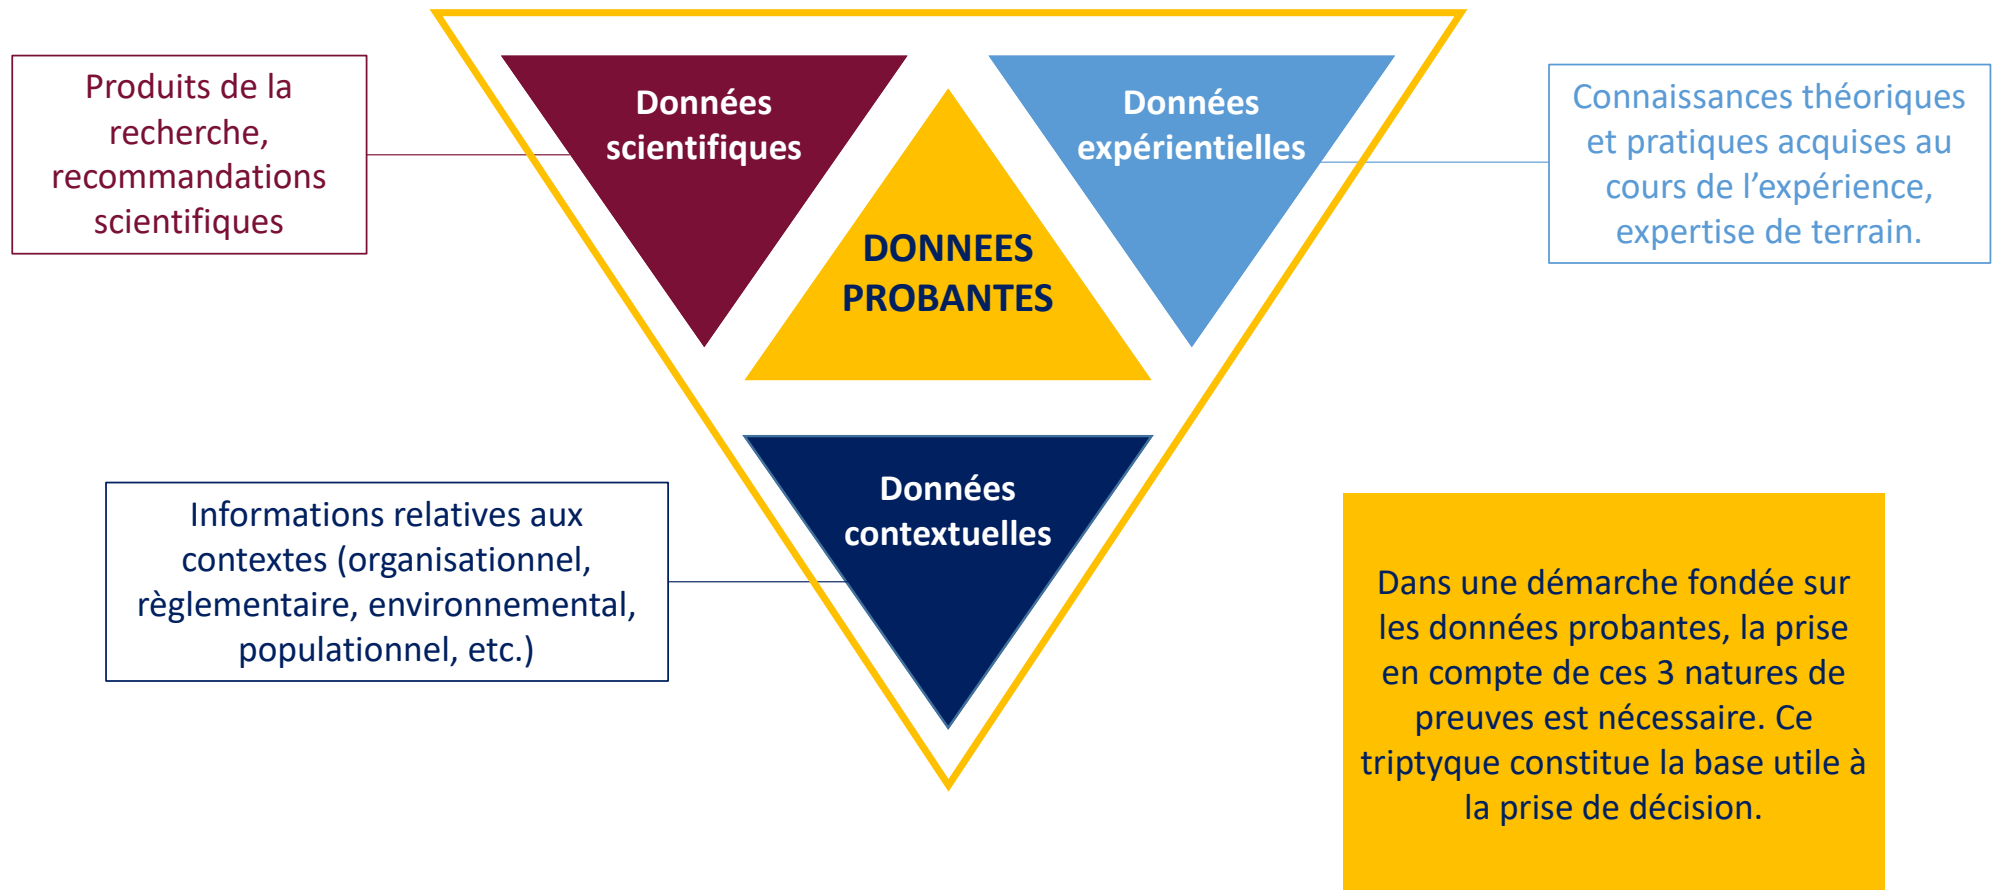 Produits de la
recherche,
recommandations
scientifiques
Données
scientifiques
Données
expérientielles
Connaissances théoriques
et pratiques acquises au
cours de l’expérience,
expertise de terrain.
DONNEES
PROBANTES
Informations relatives aux
contextes (organisationnel,
règlementaire, environnemental,
populationnel, etc.)
Données
contextuelles
Dans une démarche fondée sur
les données probantes, la prise
en compte de ces 3 natures de
preuves est nécessaire. Ce
triptyque constitue la base utile à
la prise de décision.